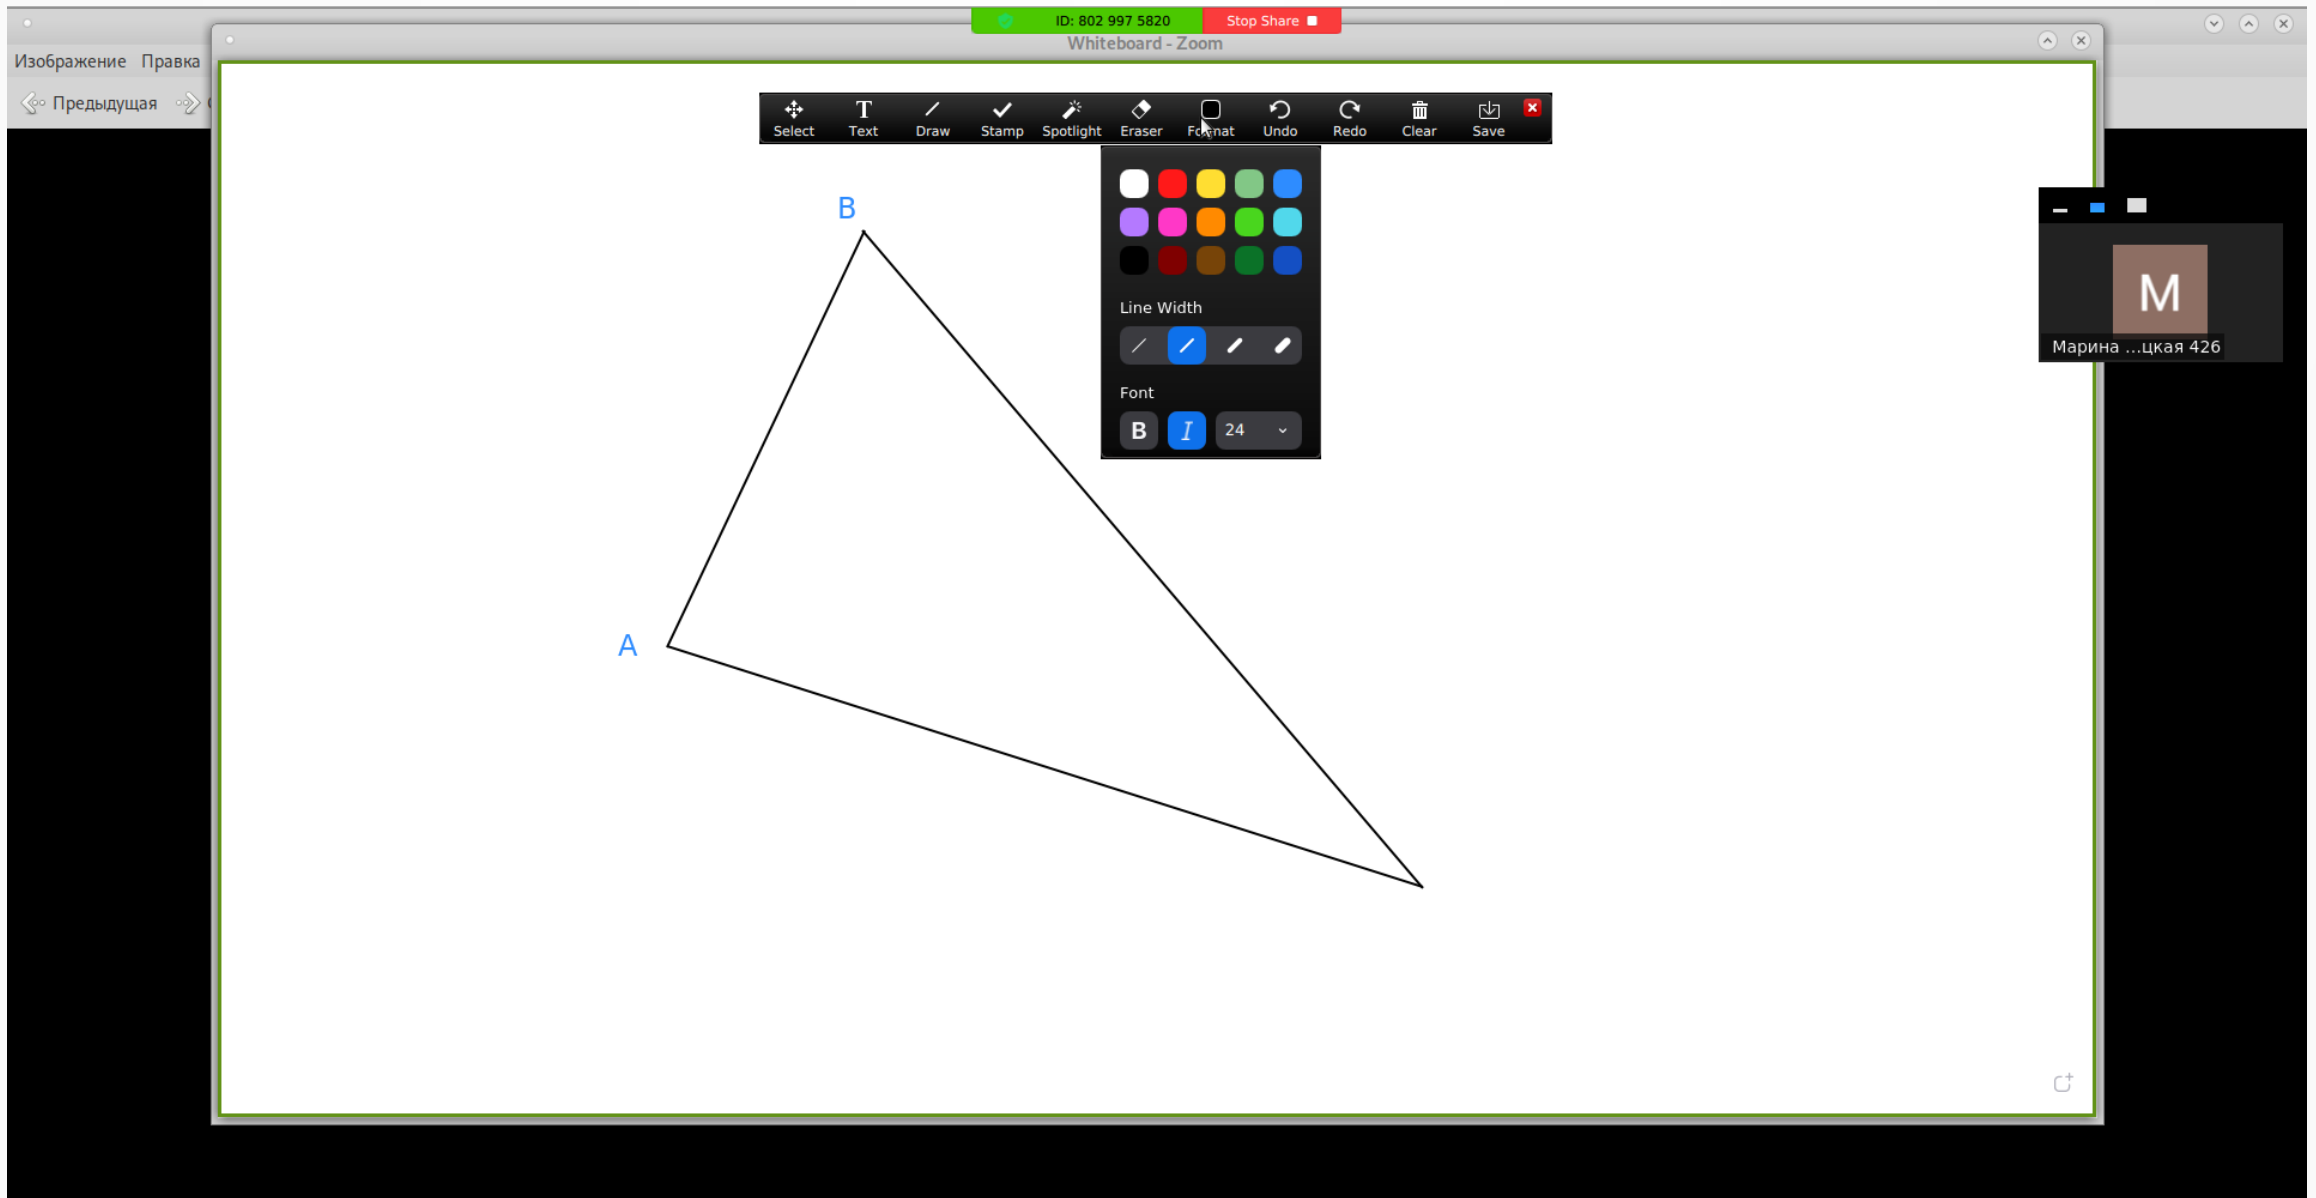 ID: 802 997 5820 Stop Share
Whiteboard - Zoom
Изображение Правка
Предыдущая
Select Text Draw Stamp Spotlight Eraser Format Undo Redo Clear Save
B
Line Width
Font
B I 24
M
Марина ...цкая 426
A